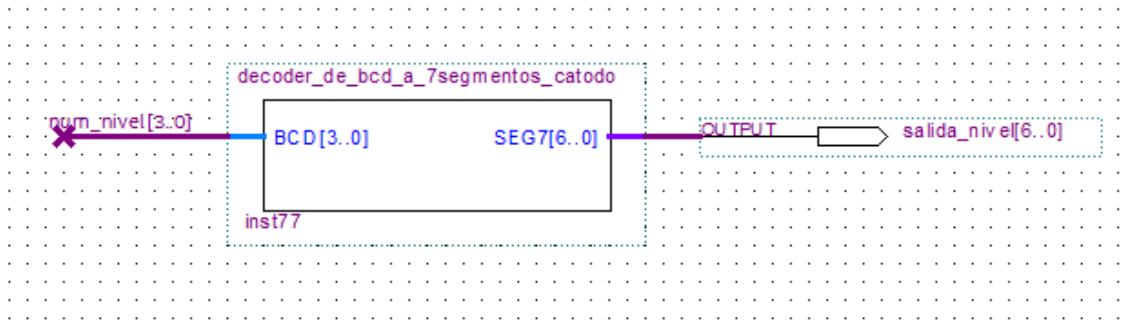 decoder_de_bcd_a_7segmentos_catodo
num_nivel[3..0]
BCD[3..0]
SEG7[6..0]
OUTPUT
salida_nivel[6..0]
inst77